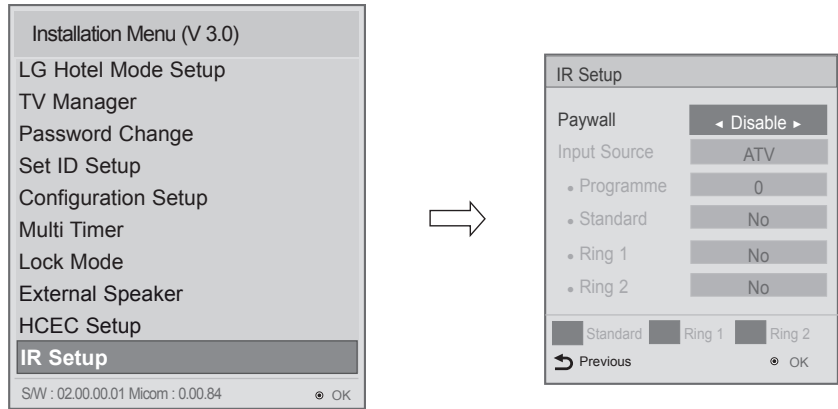 Installation Menu (V 3.0)
LG Hotel Mode Setup
TV Manager
Password Change
Set ID Setup
Configuration Setup
Multi Timer
Lock Mode
External Speaker
HCEC Setup
IR Setup
S/W : 02.00.00.01 Micom : 0.00.84 ◉ OK
IR Setup
Paywall ◄ Disable ►
Input Source ATV
• Programme 0
• Standard No
• Ring 1 No
• Ring 2 No
Standard Ring 1 Ring 2
Previous ◉ OK